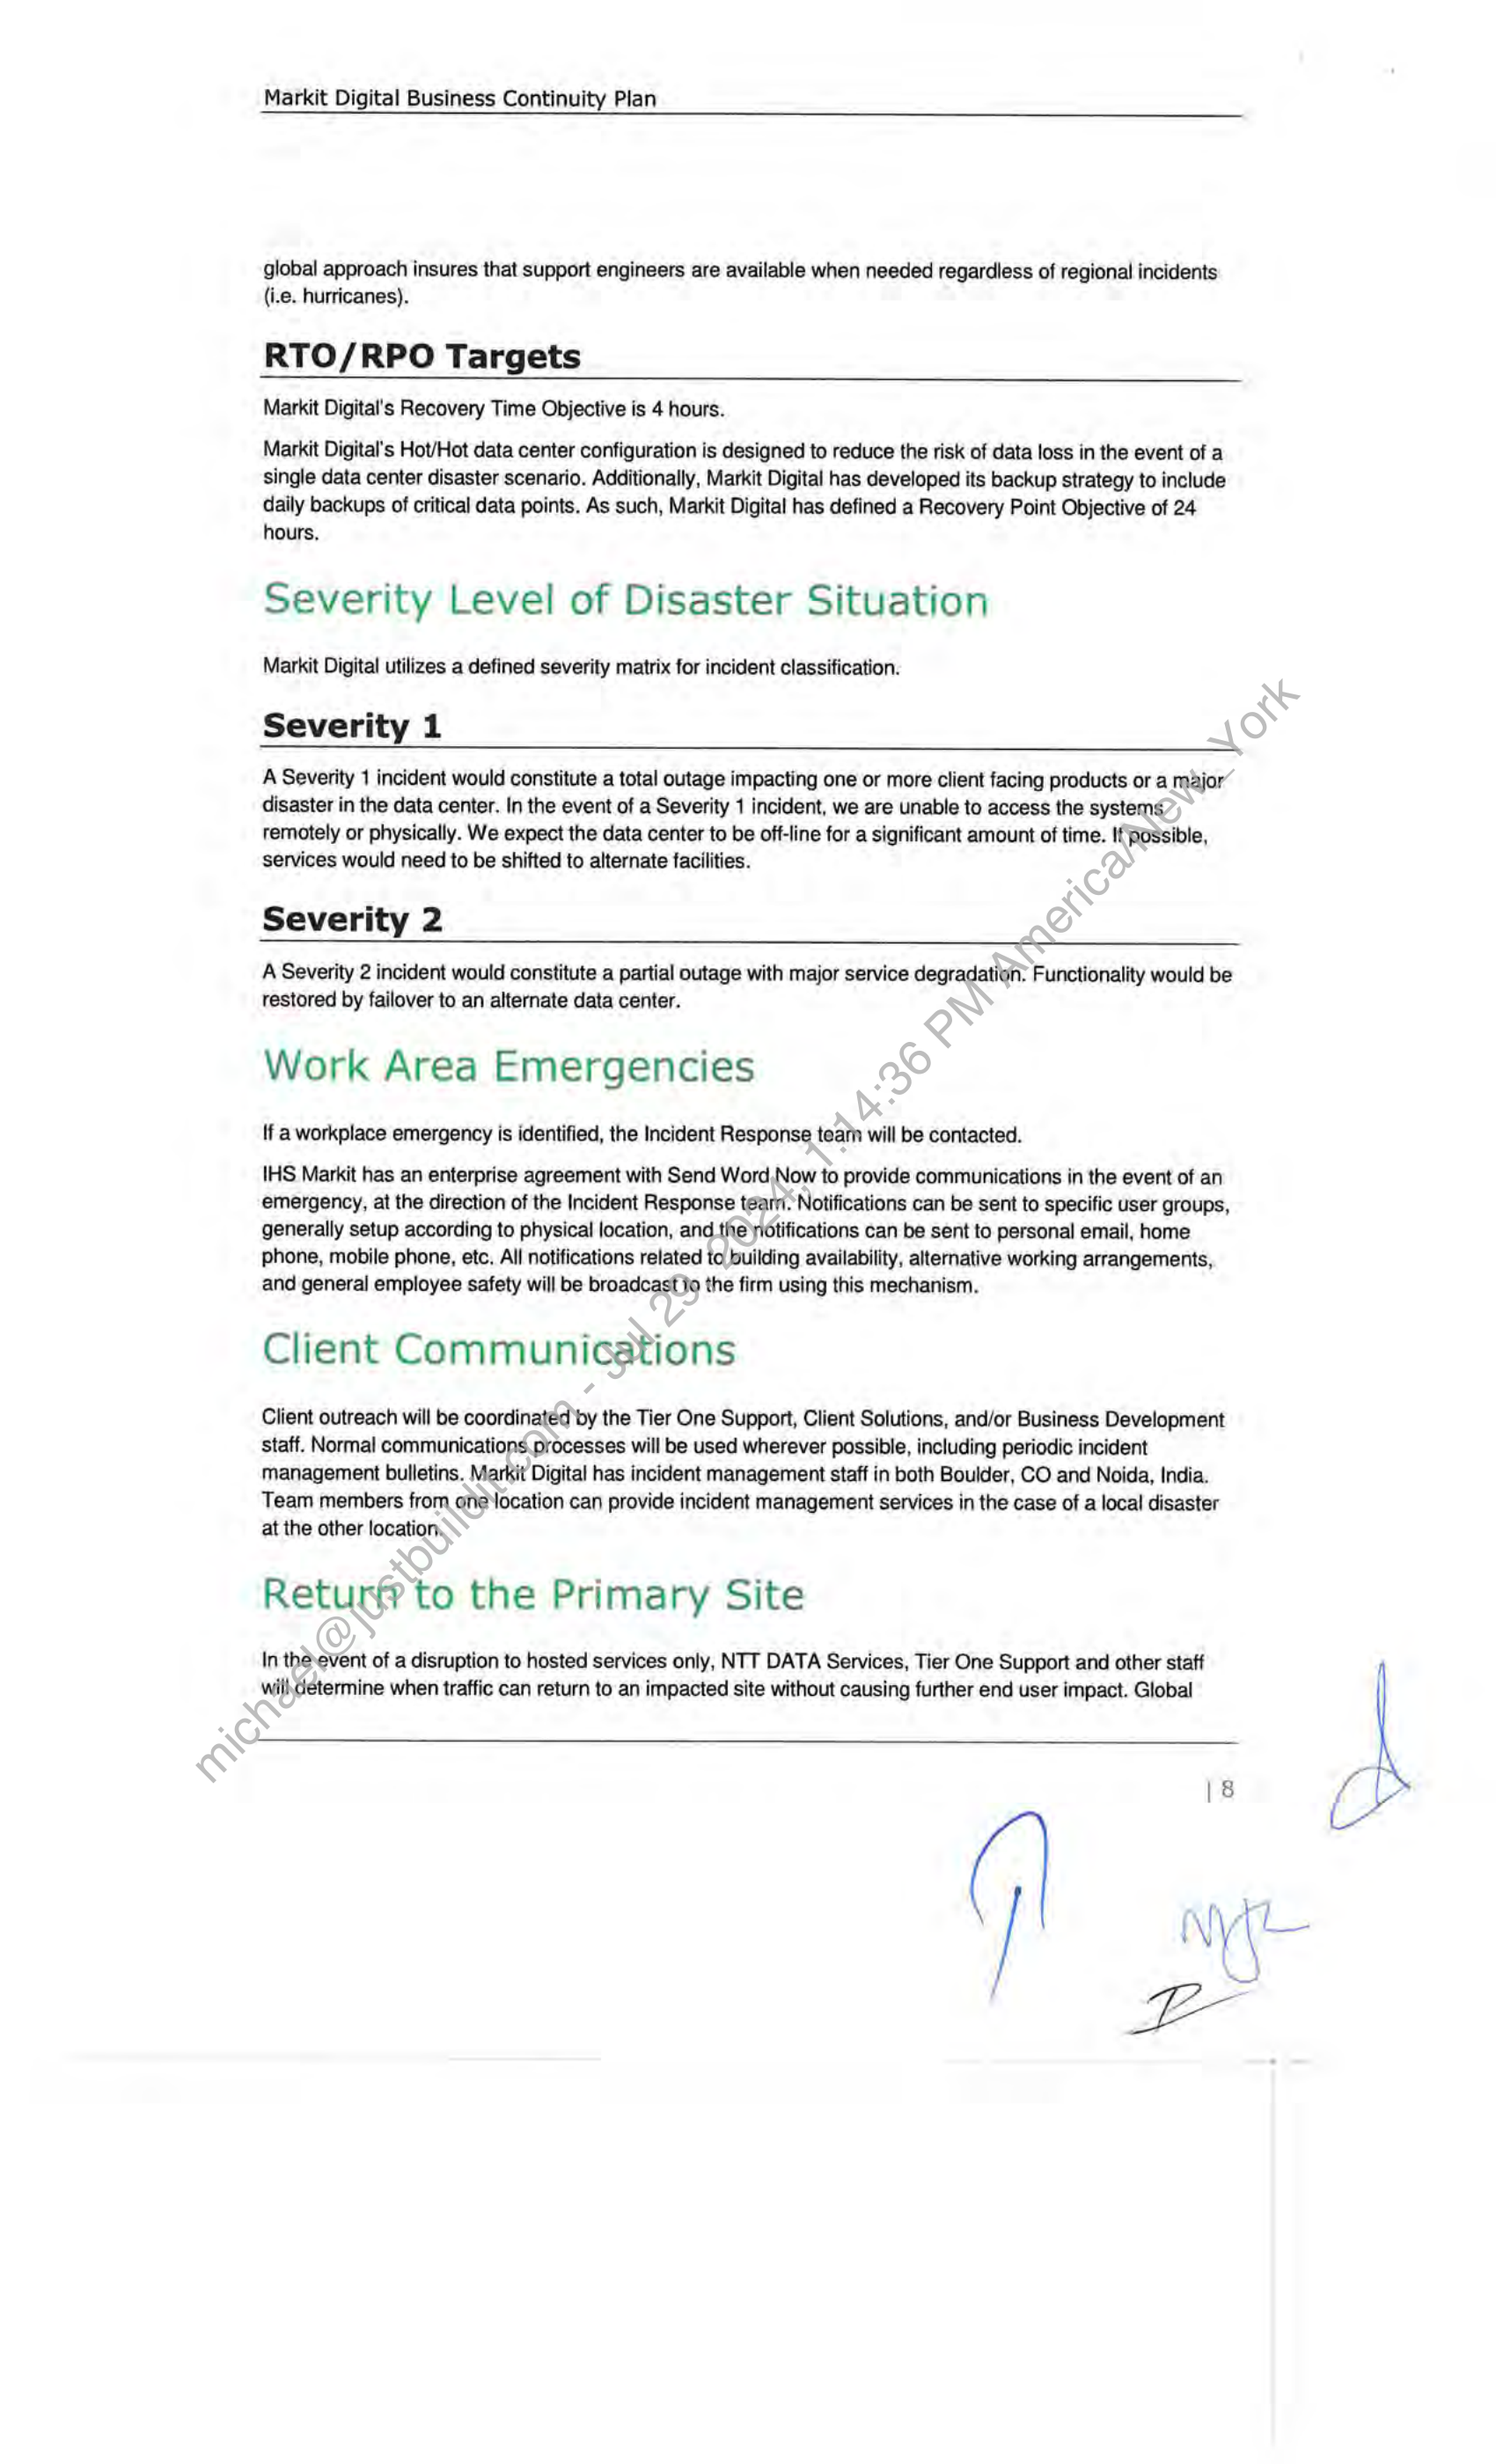 Markit Digital Business Continuity Plan
global approach insures that support engineers are available when needed regardless of regional incidents
(i.e. hurricanes).
RTO/RPO Targets
Markit Digital's Recovery Time Objective is 4 hours.
Markit Digital's Hot/Hot data center configuration is designed to reduce the risk of data loss in the event of a
single data center disaster scenario. Additionally, Markit Digital has developed its backup strategy to include
daily backups of critical data points. As such, Markit Digital has defined a Recovery Point Objective of 24
hours.
Severity Level of Disaster Situation
Markit Digital utilizes a defined severity matrix for incident classification.
Severity 1
A Severity 1 incident would constitute a total outage impacting one or more client facing products or a major
disaster in the data center. In the event of a Severity 1 incident, we are unable to access the systems
remotely or physically. We expect the data center to be off-line for a significant amount of time. If possible,
services would need to be shifted to alternate facilities.
Severity 2
A Severity 2 incident would constitute a partial outage with major service degradation. Functionality would be
restored by failover to an alternate data center.
Work Area Emergencies
If a workplace emergency is identified, the Incident Response team will be contacted.
IHS Markit has an enterprise agreement with Send Word Now to provide communications in the event of an
emergency, at the direction of the Incident Response team. Notifications can be sent to specific user groups,
generally setup according to physical location, and the notifications can be sent to personal email, home
phone, mobile phone, etc. All notifications related to building availability, alternative working arrangements,
and general employee safety will be broadcast to the firm using this mechanism.
Client Communications
Client outreach will be coordinated by the Tier One Support, Client Solutions, and/or Business Development
staff. Normal communications processes will be used wherever possible, including periodic incident
management bulletins. Markit Digital has incident management staff in both Boulder, CO and Noida, India.
Team members from one location can provide incident management services in the case of a local disaster
at the other location.
Return to the Primary Site
In the event of a disruption to hosted services only, NTT DATA Services, Tier One Support and other staff
will determine when traffic can return to an impacted site without causing further end user impact. Global
| 8
michael@justbuildit.com - Jul 29, 2024, 1:14:36 PM America/New_York